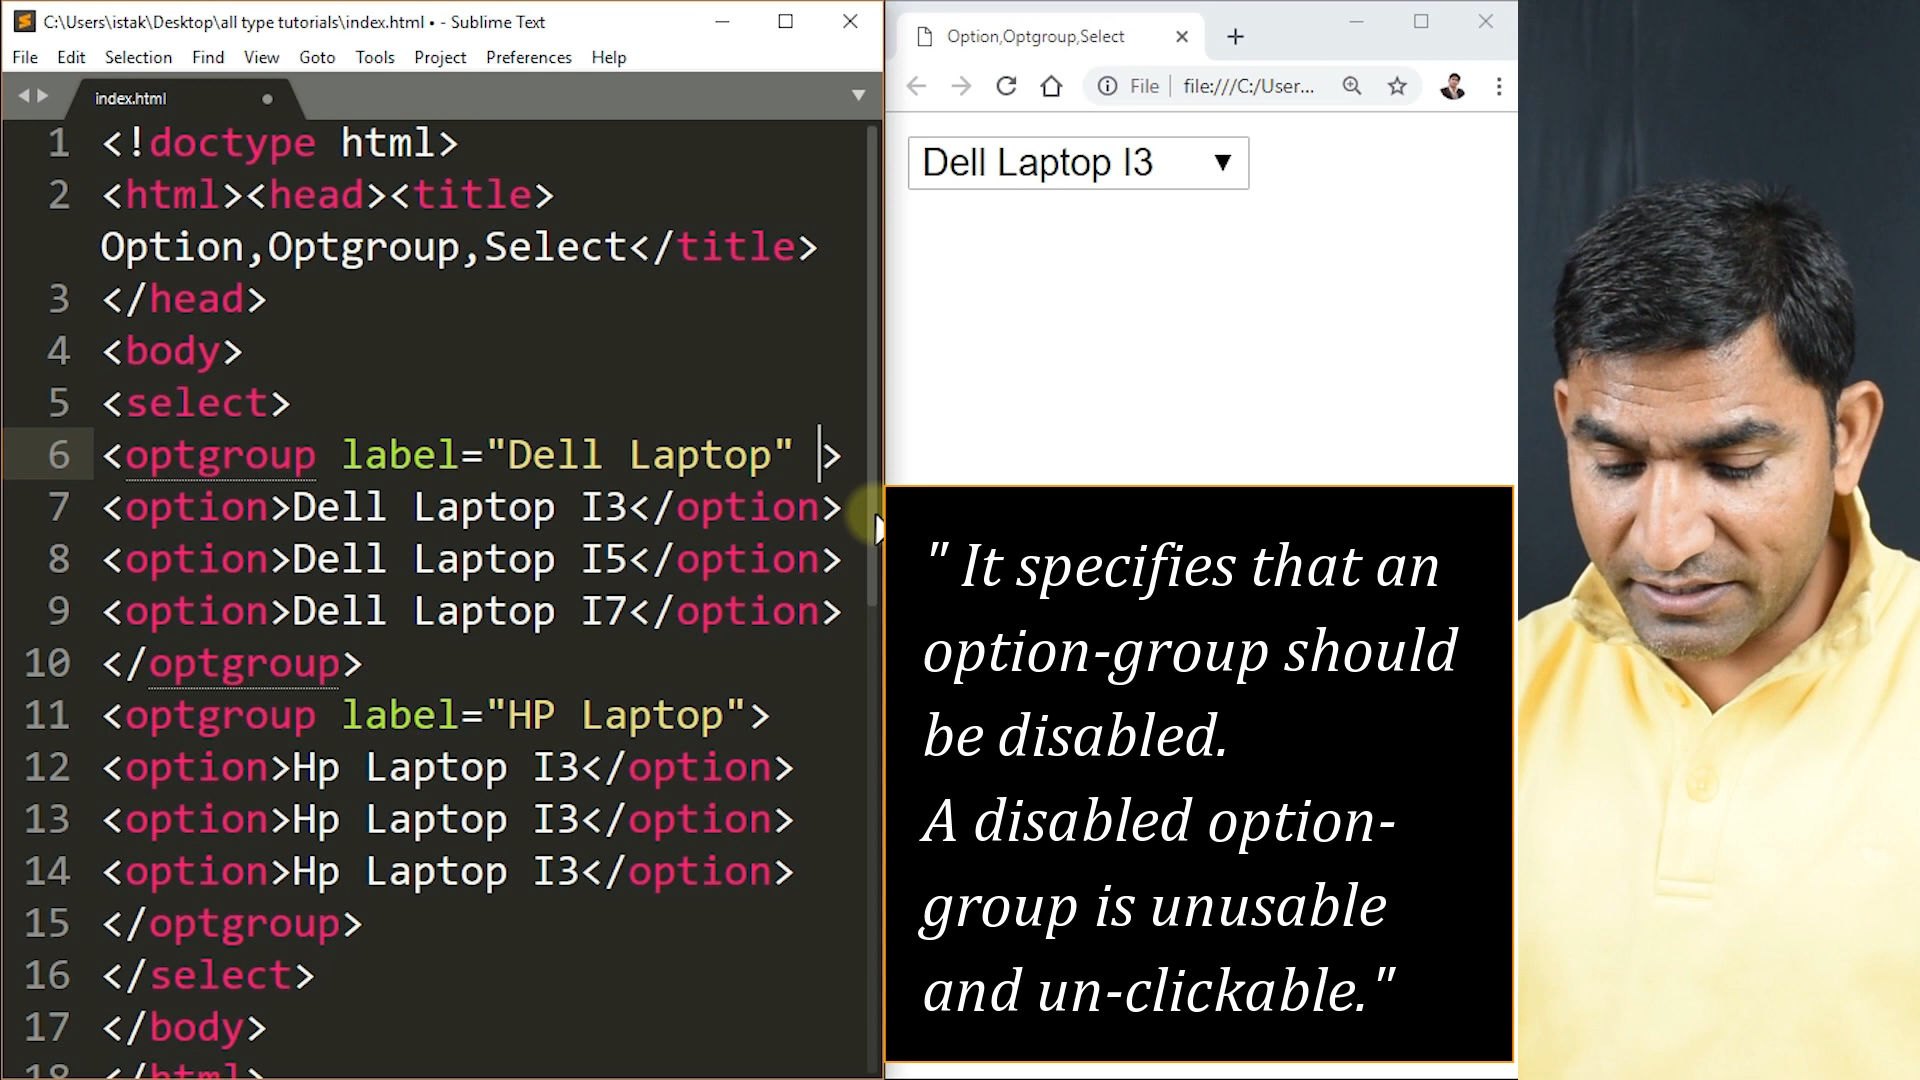 C:\Users\istak\Desktop\all type tutorials\index.html • - Sublime Text
File Edit Selection Find View Goto Tools Project Preferences Help
index.html
1 <!doctype html>
2 <html><head><title>
Option,Optgroup,Select</title>
3 </head>
4 <body>
5 <select>
6 <optgroup label="Dell Laptop" >
7 <option>Dell Laptop I3</option>
8 <option>Dell Laptop I5</option>
9 <option>Dell Laptop I7</option>
10 </optgroup>
11 <optgroup label="HP Laptop">
12 <option>Hp Laptop I3</option>
13 <option>Hp Laptop I3</option>
14 <option>Hp Laptop I3</option>
15 </optgroup>
16 </select>
17 </body>
18 </html>
Option,Optgroup,Select
File file:///C:/User...
Dell Laptop I3
" It specifies that an
option-group should
be disabled.
A disabled option-
group is unusable
and un-clickable."